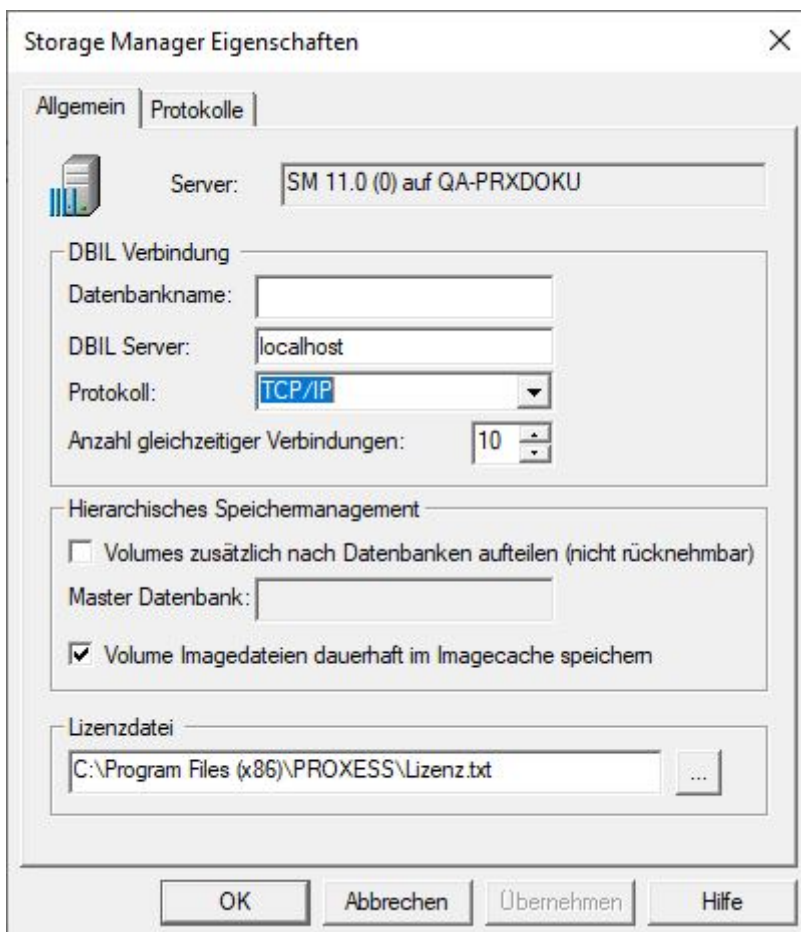 Storage Manager Eigenschaften
Allgemein Protokolle
Server: SM 11.0 (0) auf QA-PRXDOKU
DBIL Verbindung
Datenbankname:
DBIL Server: localhost
Protokoll: TCP/IP
Anzahl gleichzeitiger Verbindungen: 10
Hierarchisches Speichermanagement
Volumes zusätzlich nach Datenbanken aufteilen (nicht rücknehmbar)
Master Datenbank:
Volume Imagedateien dauerhaft im Imagecache speichern
Lizenzdatei
C:\Program Files (x86)\PROXESS\Lizenz.txt ...
OK Abbrechen Übernehmen Hilfe